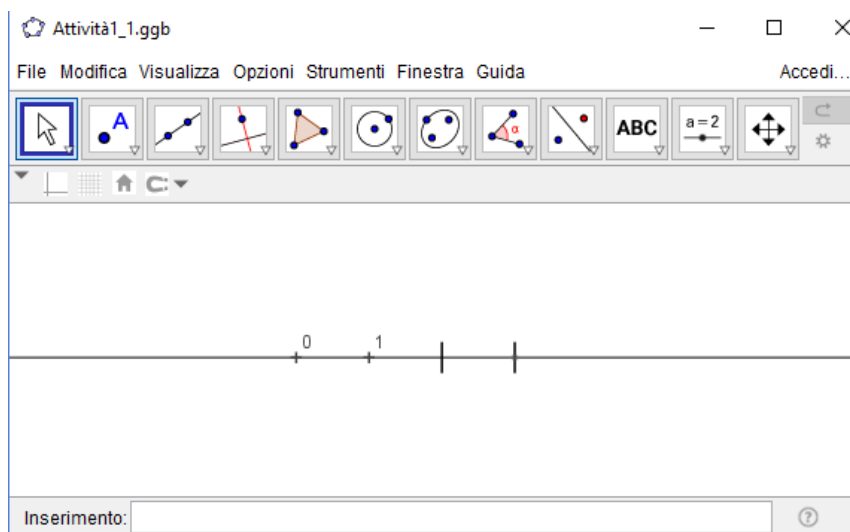 Attività1_1.ggb
File Modifica Visualizza Opzioni Strumenti Finestra Guida Accedi...
A α ABC a = 2
0 1
Inserimento: ?